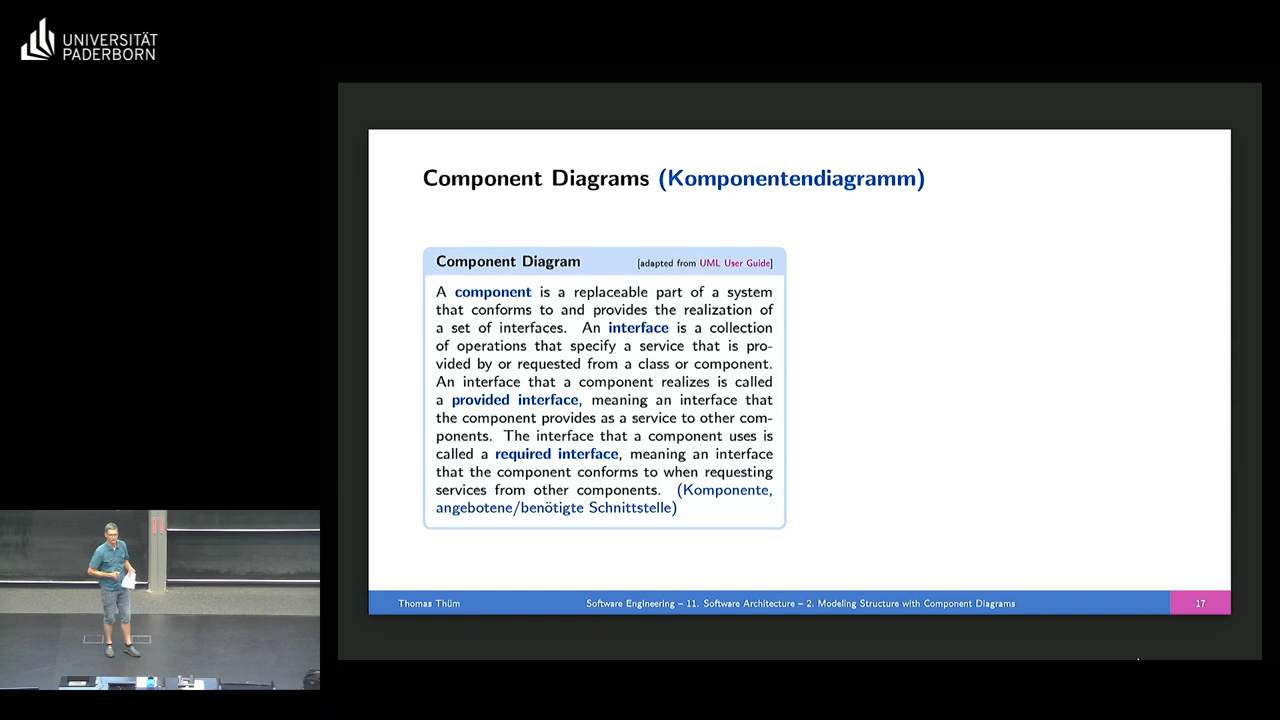 UNIVERSITÄT
PADERBORN
Component Diagrams (Komponentendiagramm)
Component Diagram [adapted from UML User Guide]
A component is a replaceable part of a system
that conforms to and provides the realization of
a set of interfaces. An interface is a collection
of operations that specify a service that is pro-
vided by or requested from a class or component.
An interface that a component realizes is called
a provided interface, meaning an interface that
the component provides as a service to other com-
ponents. The interface that a component uses is
called a required interface, meaning an interface
that the component conforms to when requesting
services from other components. (Komponente,
angebotene/benötigte Schnittstelle)
Thomas Thüm Software Engineering – 11. Software Architecture – 2. Modeling Structure with Component Diagrams 17